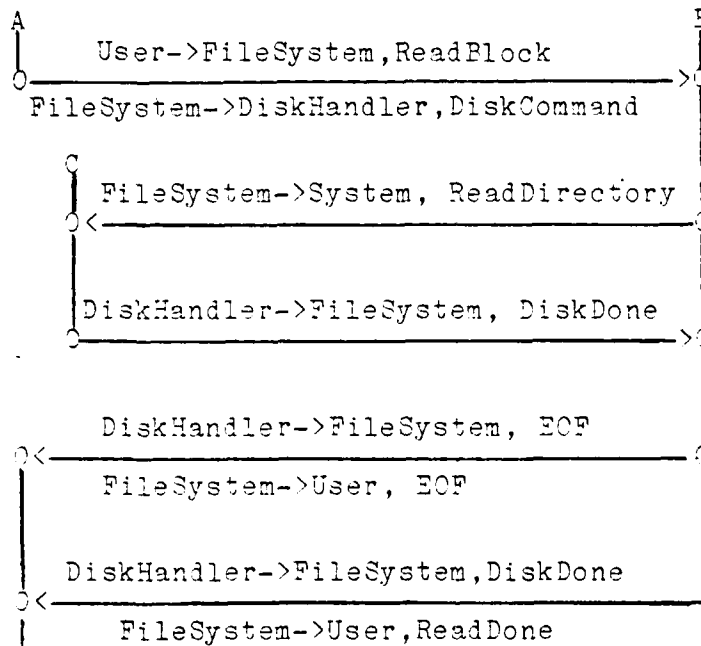 A
User->FileSystem,ReadBlock
FileSystem->DiskHandler,DiskCommand
C
FileSystem->System, ReadDirectory
DiskHandler->FileSystem, DiskDone
DiskHandler->FileSystem, EOF
FileSystem->User, EOF
DiskHandler->FileSystem,DiskDone
FileSystem->User,ReadDone